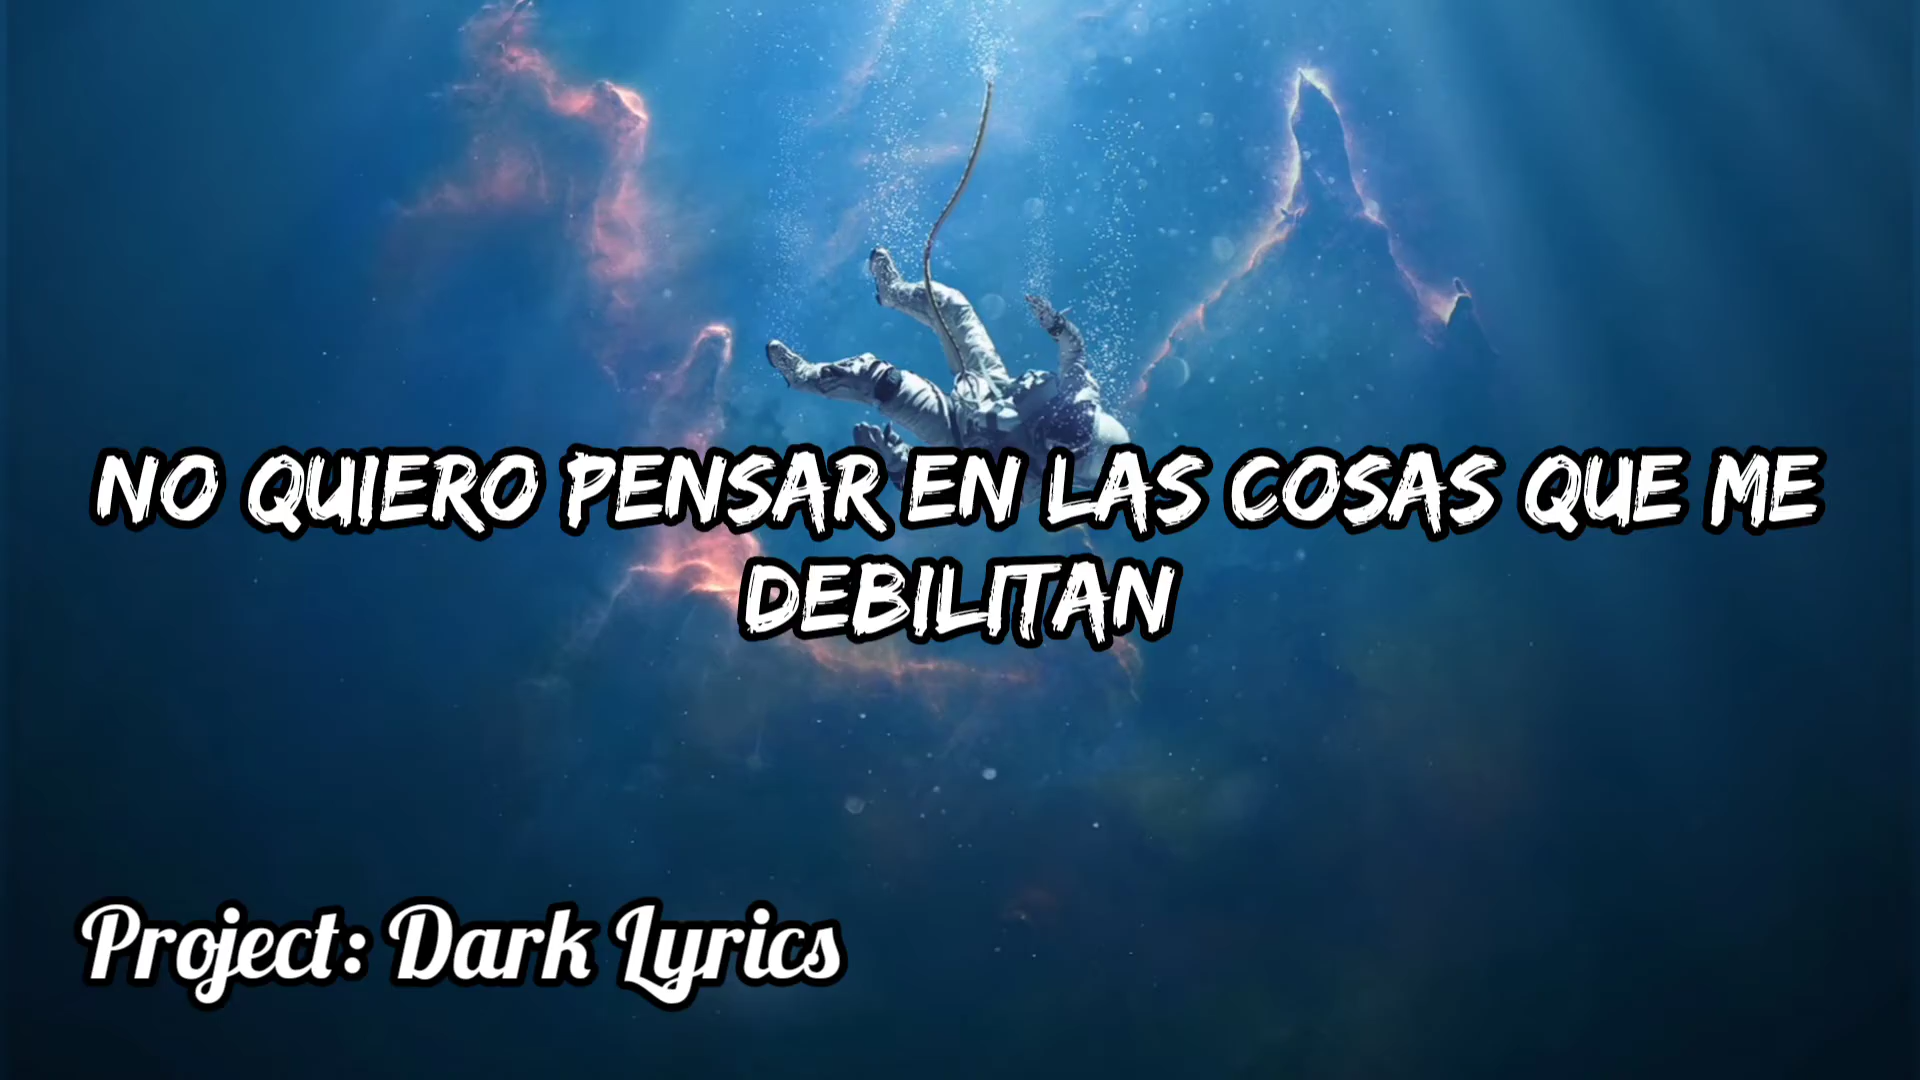 NO QUIERO PENSAR EN LAS COSAS QUE ME
DEBILITAN
Project: Dark Lyrics